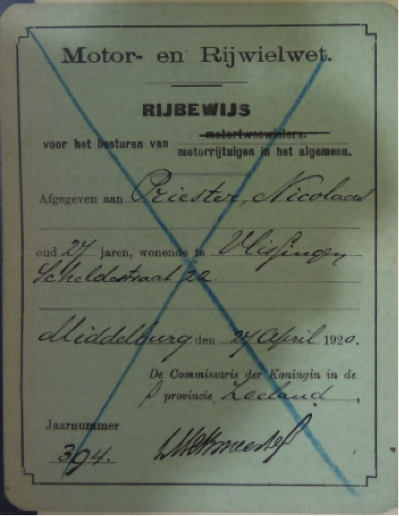 Motor- en Rijwielwet.
RIJBEWIJS
voor het besturen van motortweewielers.
motorrijtuigen in het algemeen.
Afgegeven aan Priester, Nicolaas
oud 27 jaren, wonende te Vlissingen
Scheldestraat 22
Middelburg den 27 April 1920.
De Commissaris der Koningin in de
provincie Zeeland,
Jaarnummer
394.